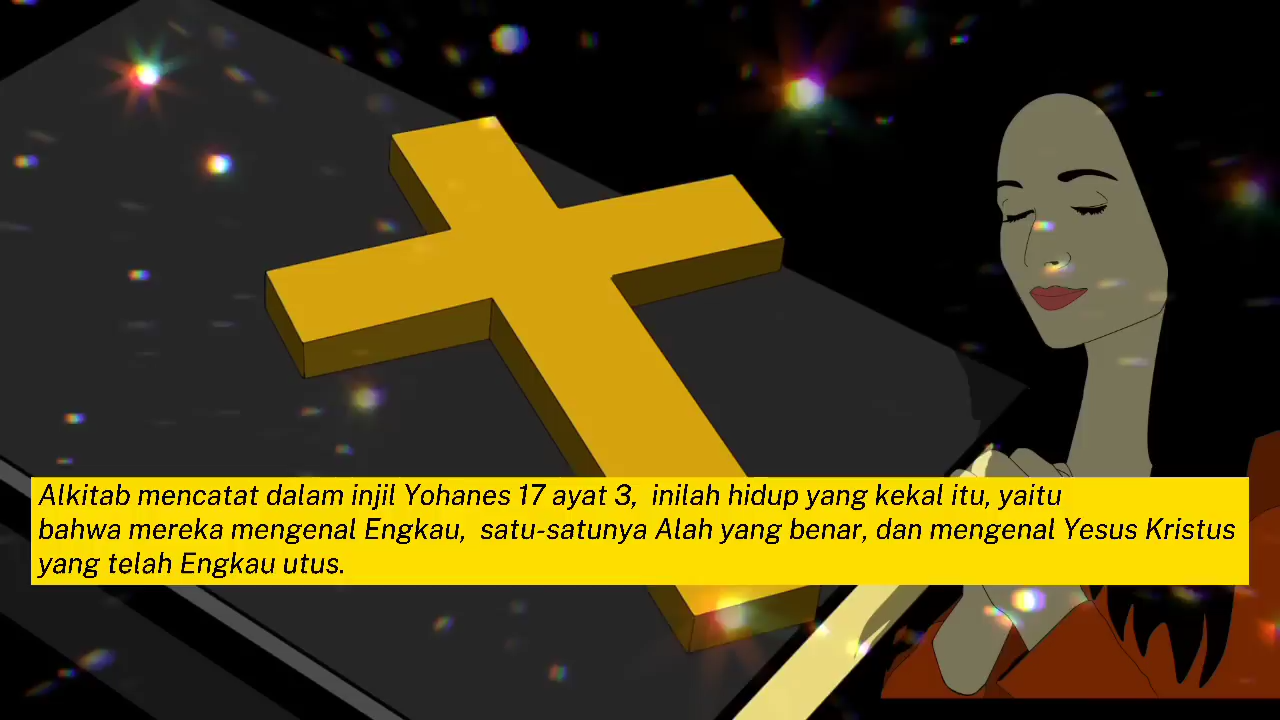 Alkitab mencatat dalam injil Yohanes 17 ayat 3, inilah hidup yang kekal itu, yaitu
bahwa mereka mengenal Engkau, satu-satunya Alah yang benar, dan mengenal Yesus Kristus
yang telah Engkau utus.